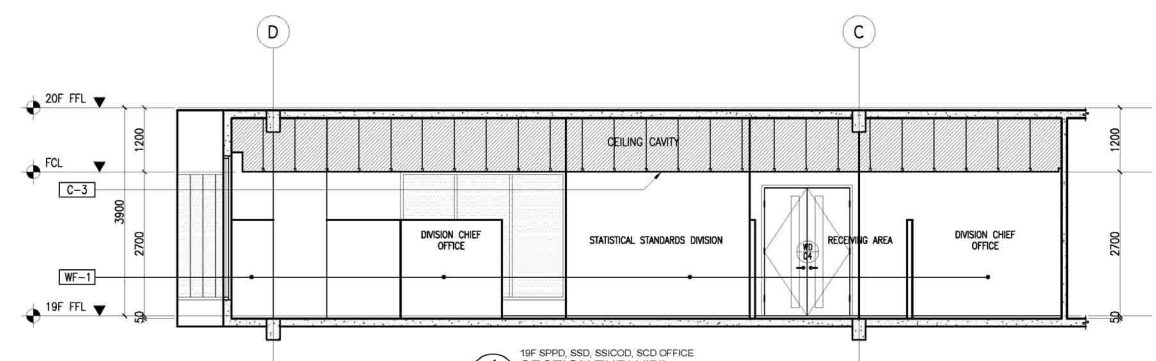 D
C
20F FFL
1200
1200
CEILING CAVITY
FCL
C-3
3900
2700
2700
DIVISION CHIEF
OFFICE
STATISTICAL STANDARDS DIVISION
WD
04
RECEIVING AREA
DIVISION CHIEF
OFFICE
WF-1
19F FFL
50
50
19F SPPD, SSD, SSICOD, SCD OFFICE